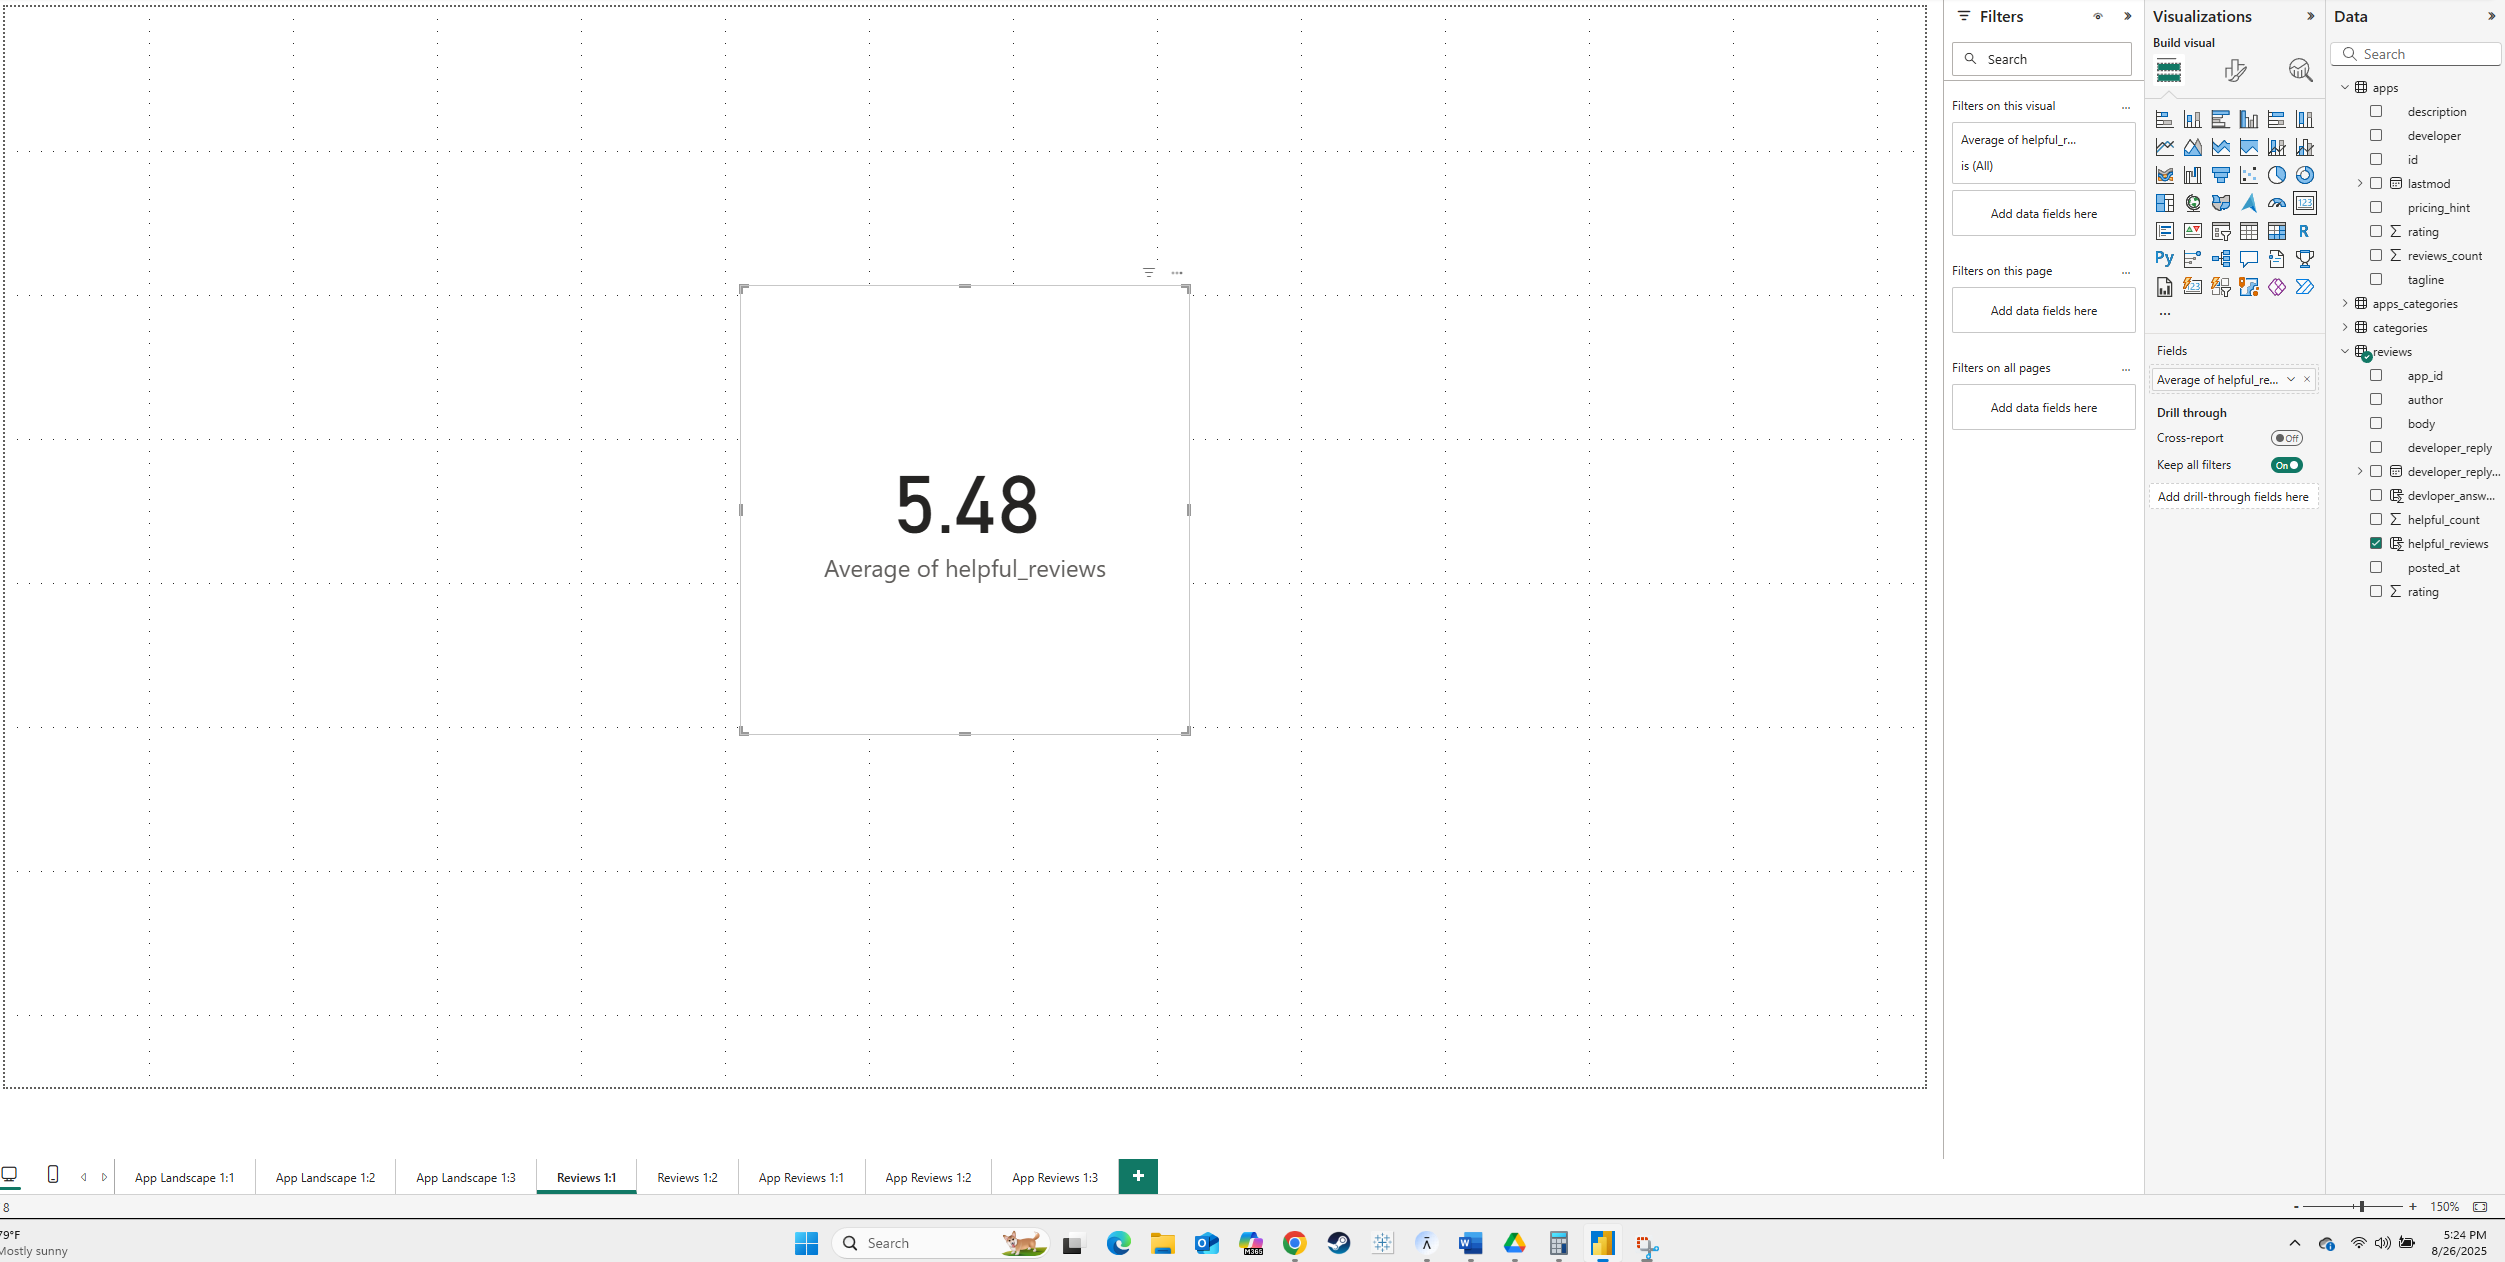 5.48
Average of helpful_reviews
Filters
Search
Filters on this visual
...
Average of helpful_r...
is (All)
Add data fields here
Filters on this page
...
Add data fields here
Filters on all pages
...
Add data fields here
Visualizations
Build visual
123
R
Py
123
...
Fields
Average of helpful_re...
Drill through
Cross-report
Off
Keep all filters
On
Add drill-through fields here
Data
Search
apps
description
developer
id
lastmod
pricing_hint
rating
reviews_count
tagline
apps_categories
categories
reviews
app_id
author
body
developer_reply
developer_reply...
devloper_answ...
helpful_count
helpful_reviews
posted_at
rating
App Landscape 1:1
App Landscape 1:2
App Landscape 1:3
Reviews 1:1
Reviews 1:2
App Reviews 1:1
App Reviews 1:2
App Reviews 1:3
+
8
-
+
150%
79°F
Mostly sunny
Search
M365
5:24 PM
8/26/2025